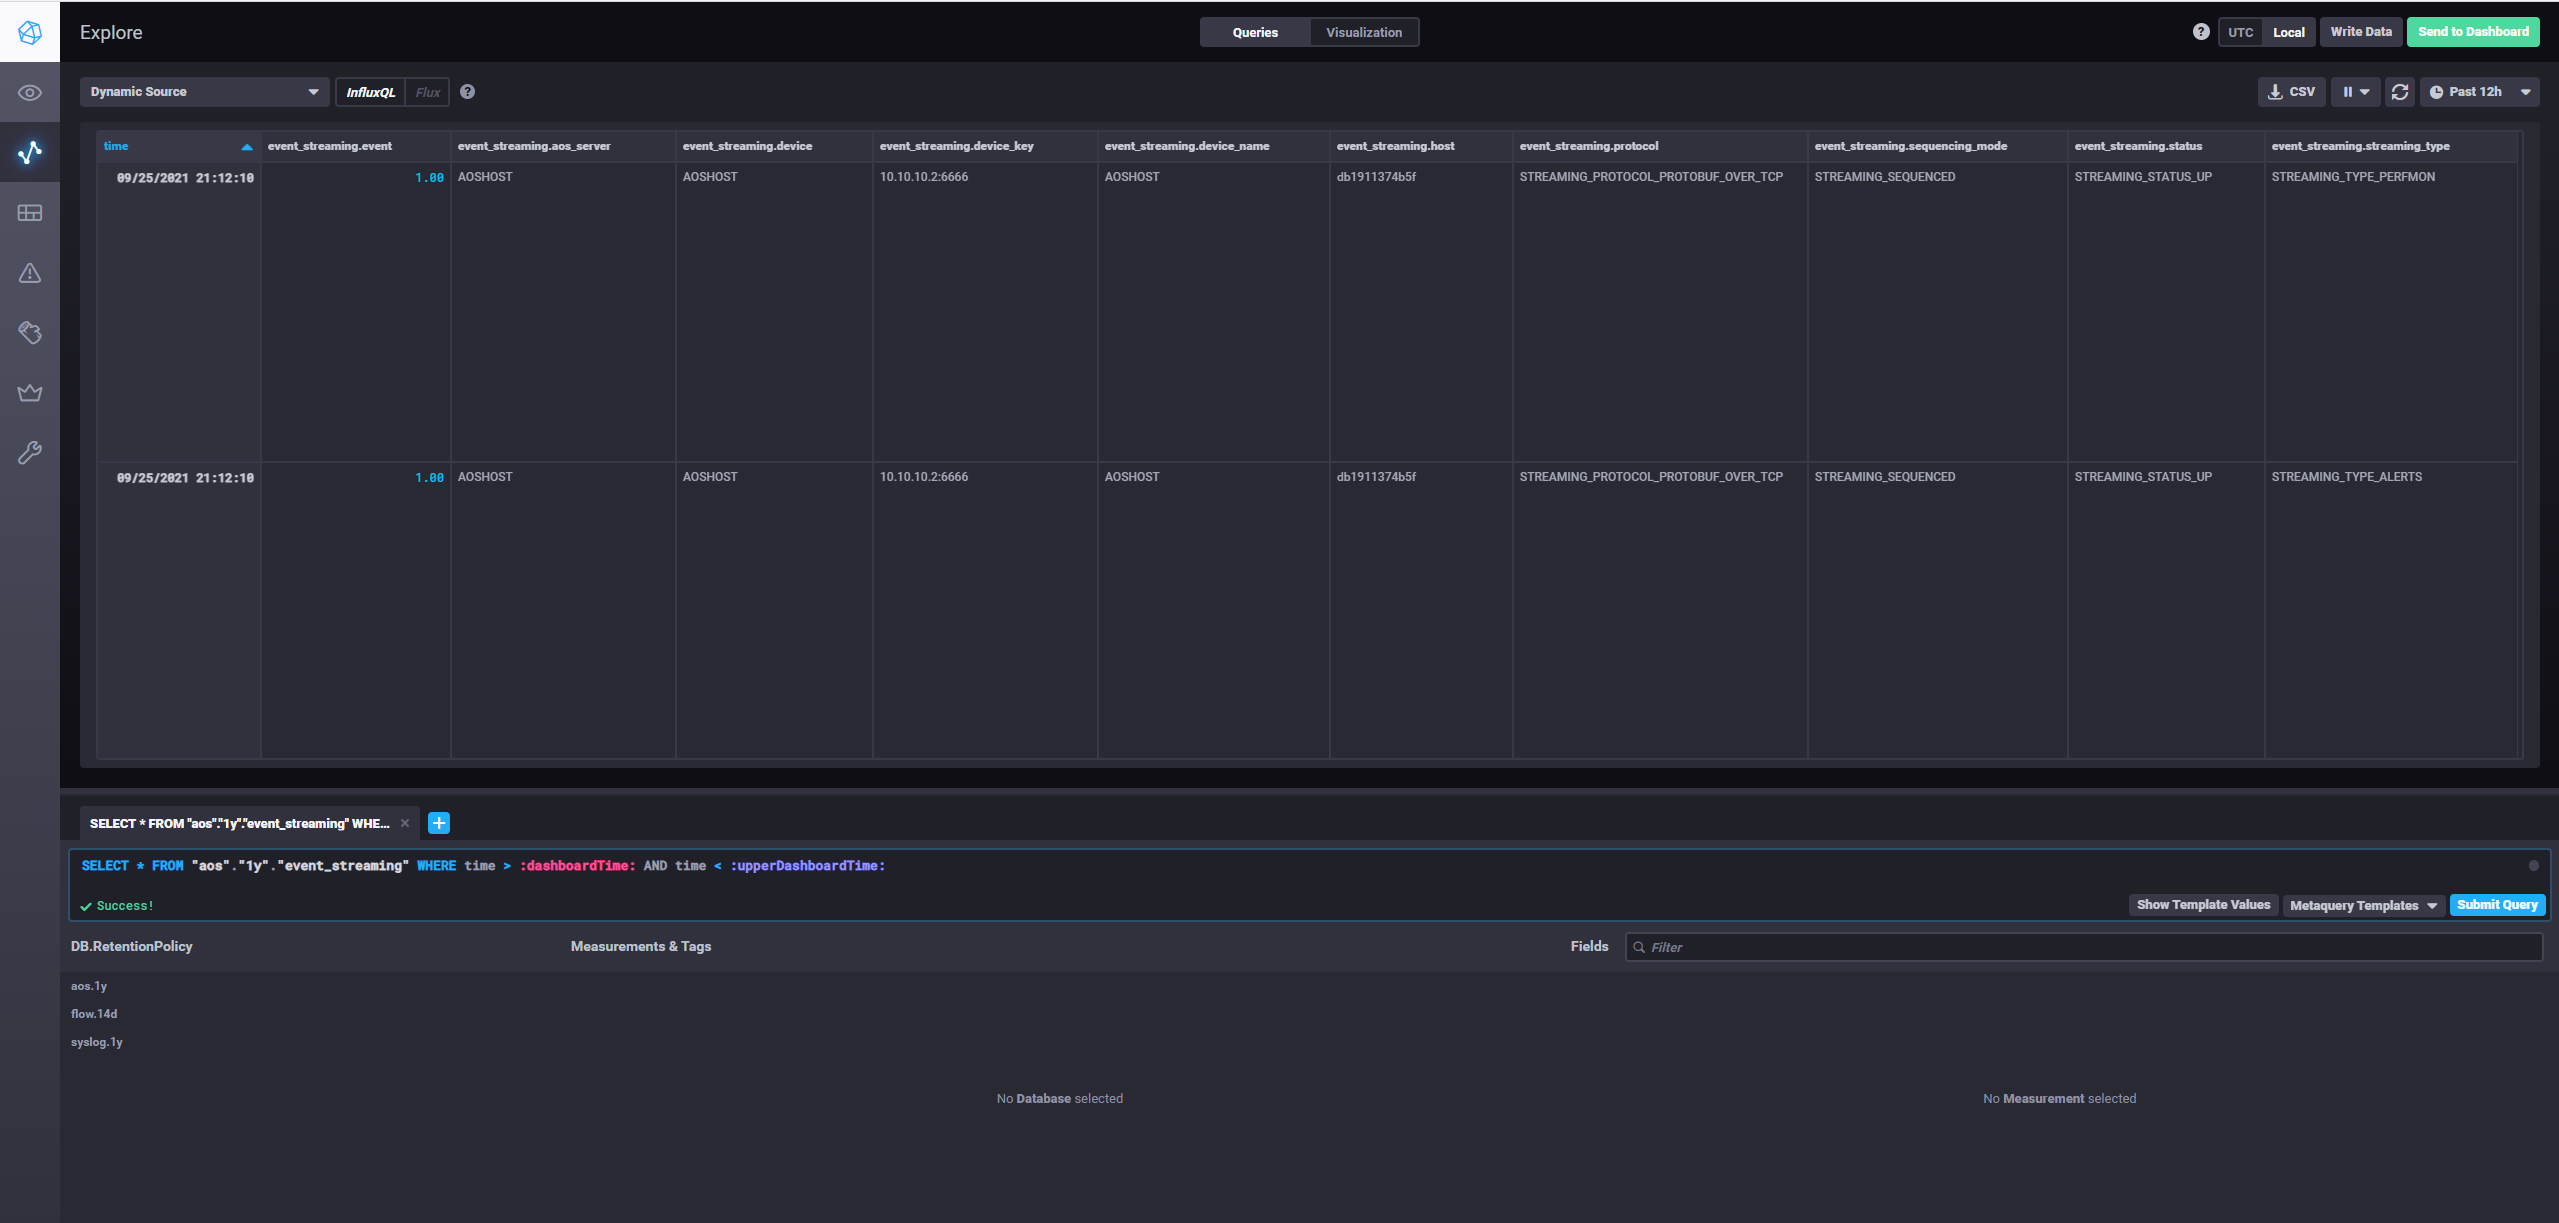 Explore
Queries
Visualization
?
UTC
Local
Write Data
Send to Dashboard
Dynamic Source
InfluxQL
Flux
?
CSV
Past 12h
time event_streaming.event event_streaming.aos_server event_streaming.device event_streaming.device_key event_streaming.device_name event_streaming.host event_streaming.protocol event_streaming.sequencing_mode event_streaming.status event_streaming.streaming_type
09/25/2021 21:12:10 1.00 AOSHOST AOSHOST 10.10.10.2:6666 AOSHOST db1911374b5f STREAMING_PROTOCOL_PROTOBUF_OVER_TCP STREAMING_SEQUENCED STREAMING_STATUS_UP STREAMING_TYPE_PERFMON
09/25/2021 21:12:10 1.00 AOSHOST AOSHOST 10.10.10.2:6666 AOSHOST db1911374b5f STREAMING_PROTOCOL_PROTOBUF_OVER_TCP STREAMING_SEQUENCED STREAMING_STATUS_UP STREAMING_TYPE_ALERTS
SELECT * FROM "aos"."1y"."event_streaming" WHE...
SELECT * FROM "aos"."1y"."event_streaming" WHERE time > :dashboardTime: AND time < :upperDashboardTime:
Success!
Show Template Values
Metaquery Templates
Submit Query
DB.RetentionPolicy
Measurements & Tags
Fields
Filter
aos.1y
flow.14d
syslog.1y
No Database selected
No Measurement selected